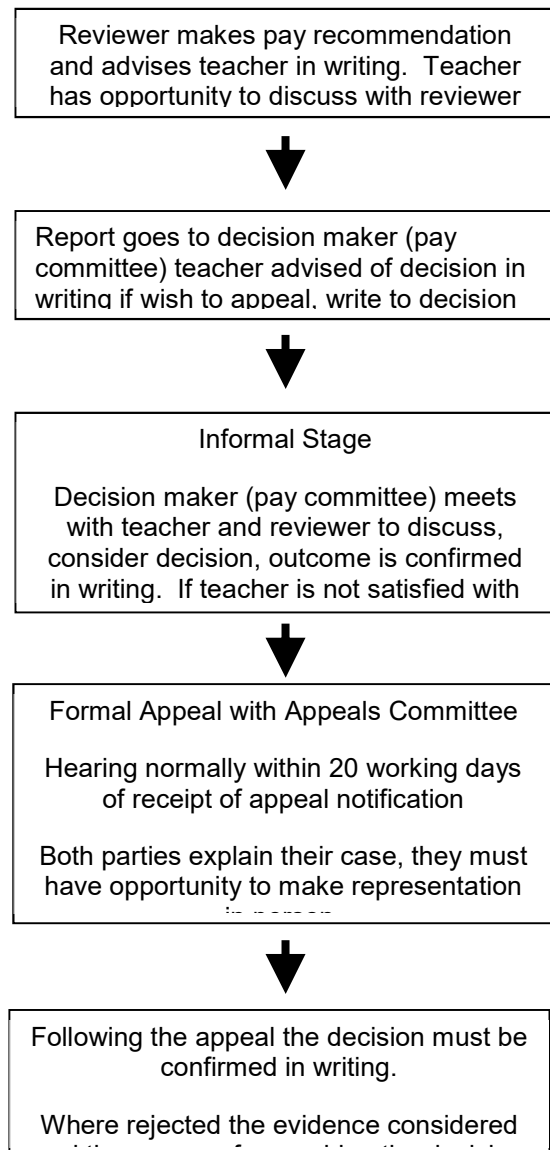 Reviewer makes pay recommendation
and advises teacher in writing.  Teacher
has opportunity to discuss with reviewer
Report goes to decision maker (pay
committee) teacher advised of decision in
writing if wish to appeal, write to decision
Informal Stage
Decision maker (pay committee) meets
with teacher and reviewer to discuss,
consider decision, outcome is confirmed
in writing.  If teacher is not satisfied with
Formal Appeal with Appeals Committee
Hearing normally within 20 working days
of receipt of appeal notification
Both parties explain their case, they must
have opportunity to make representation
in person
Following the appeal the decision must be
confirmed in writing.
Where rejected the evidence considered